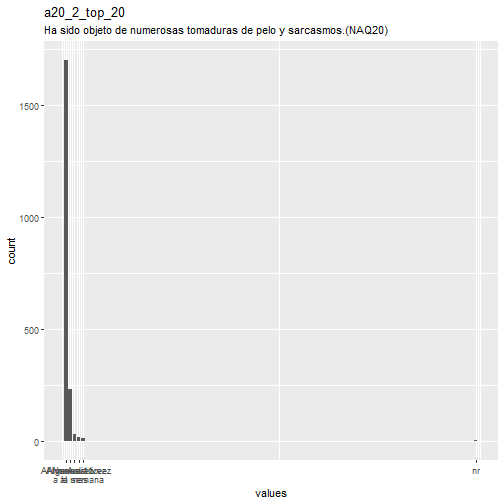 a20_2_top_20
Ha sido objeto de numerosas tomaduras de pelo y sarcasmos.(NAQ20)
1500
1000
500
0
count
nr
values